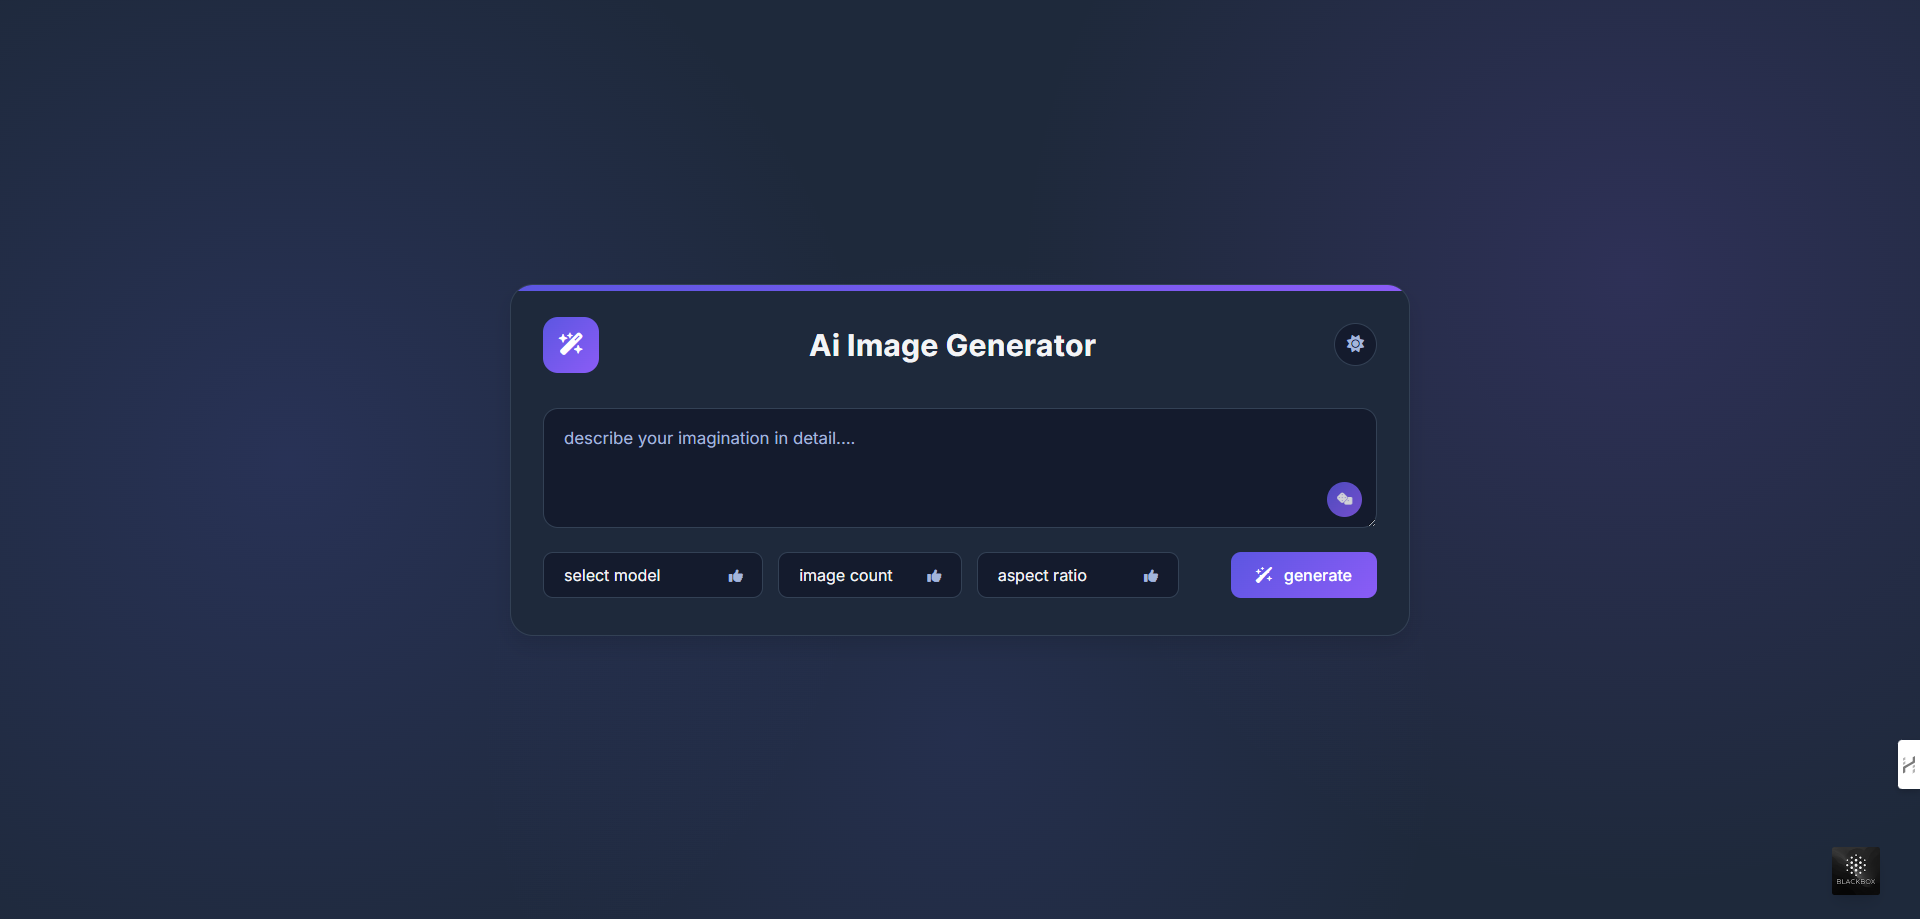 Ai Image Generator
describe your imagination in detail....
select model
image count
aspect ratio
generate
BLACKBOX